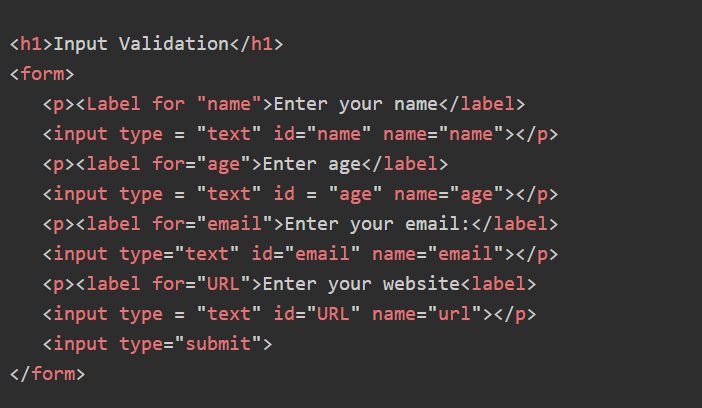 <h1>Input Validation</h1>
<form>
   <p><Label for "name">Enter your name</label>
   <input type = "text" id="name" name="name"></p>
   <p><label for="age">Enter age</label>
   <input type = "text" id = "age" name="age"></p>
   <p><label for="email">Enter your email:</label>
   <input type="text" id="email" name="email"></p>
   <p><label for="URL">Enter your website<label>
   <input type = "text" id="URL" name="url"></p>
   <input type="submit">
</form>